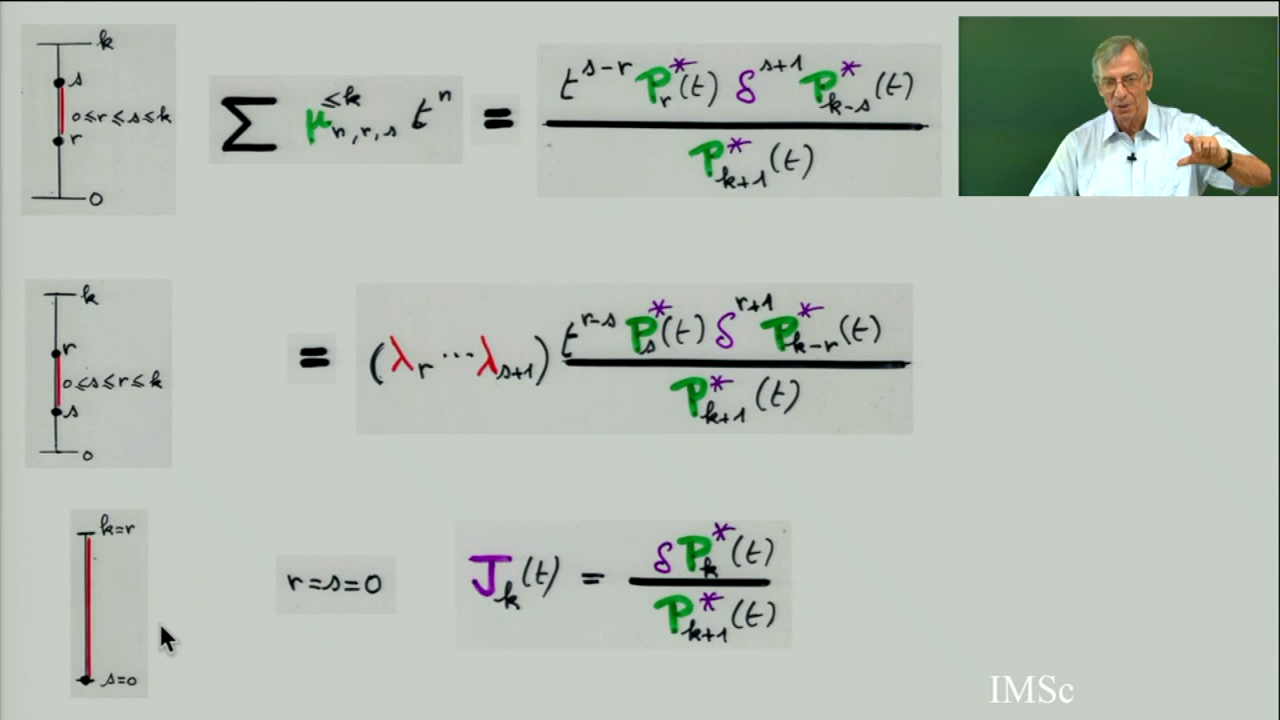 k
s
0≤r≤s≤k
r
0
∑ μ^{≤k}_{n,r,s} t^n = t^{s-r} P*_r(t) δ^{s+1} P*_{k-s}(t) / P*_{k+1}(t)
k
r
0≤s≤r≤k
s
0
= (λ_r ⋯ λ_{s+1}) t^{r-s} P*_s(t) δ^{r+1} P*_{k-r}(t) / P*_{k+1}(t)
k=r
s=0
r=s=0
J_k(t) = δP*_k(t) / P*_{k+1}(t)
IMSc